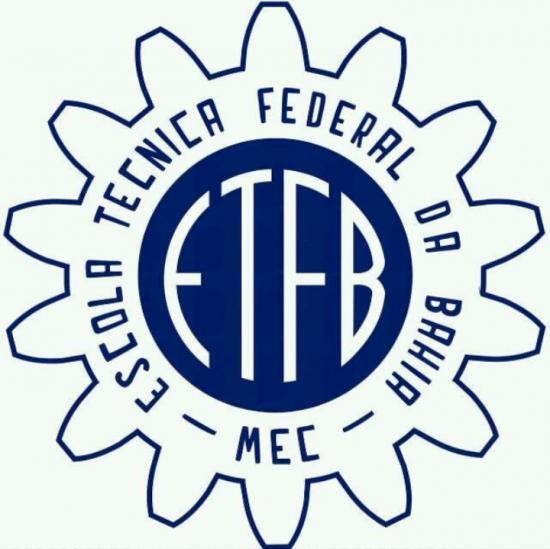 ESCOLA TECNICA FEDERAL DA BAHIA
ETFB
— MEC —